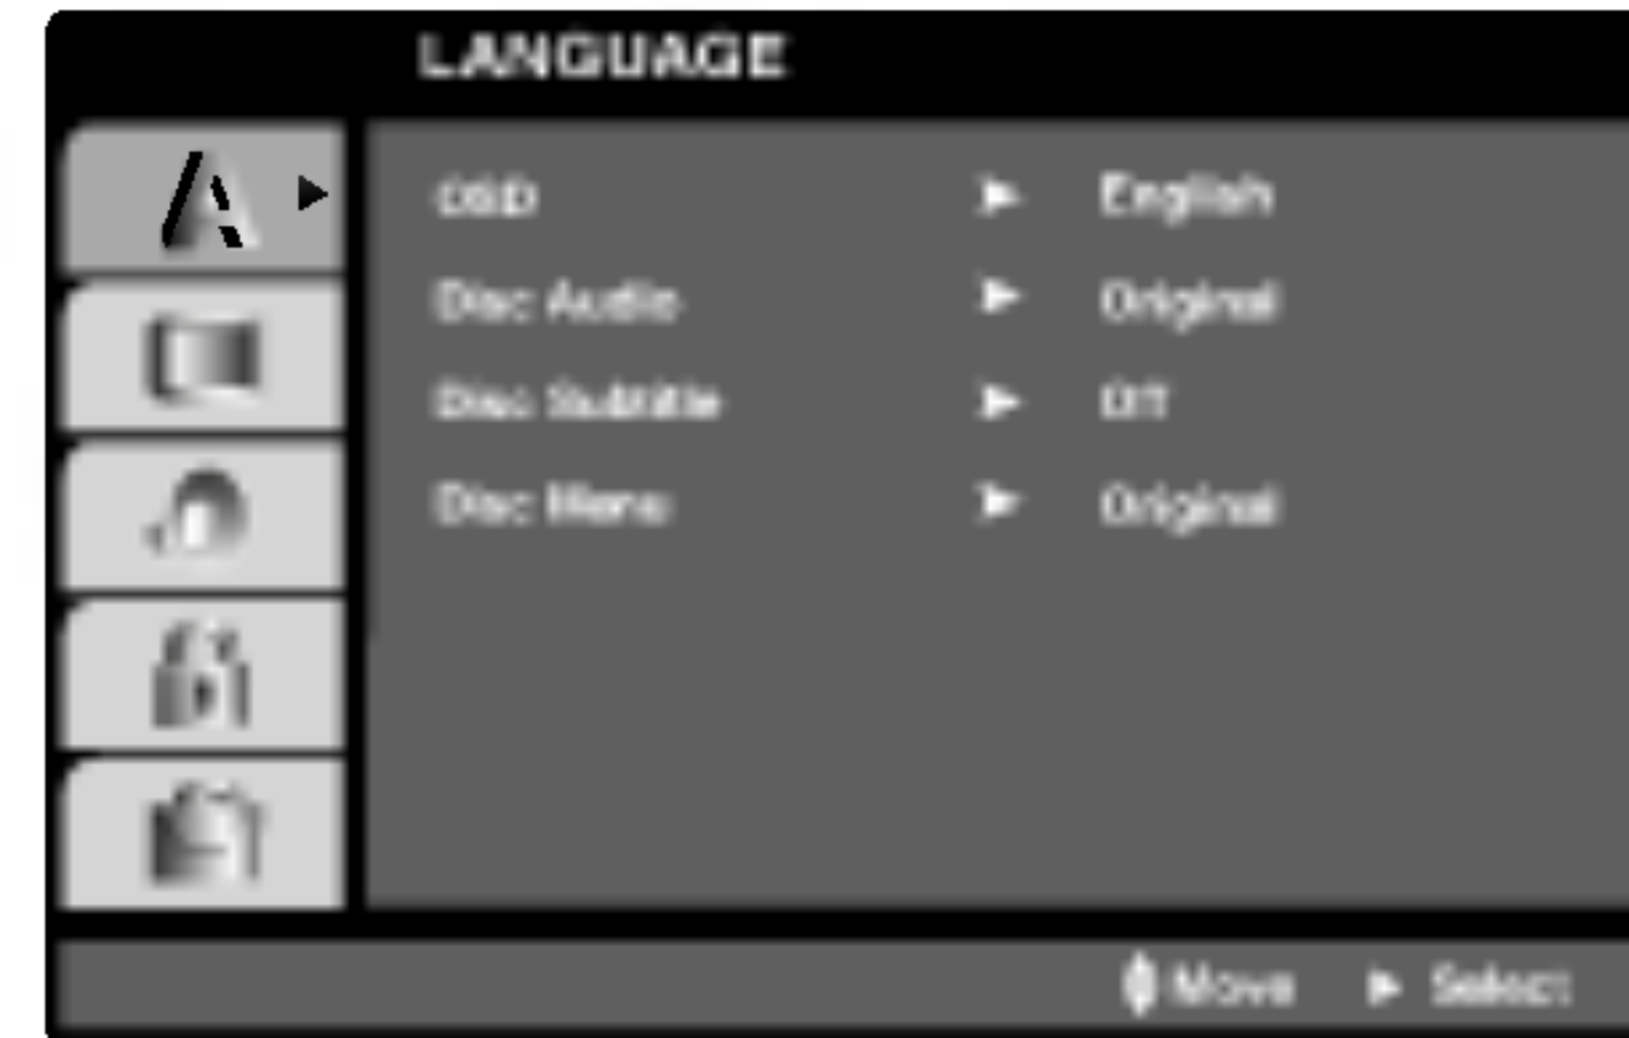 LANGUAGE
OSD ► English
Disc Audio ► Original
Disc Subtitle ► Off
Disc Menu ► Original
Move ► Select